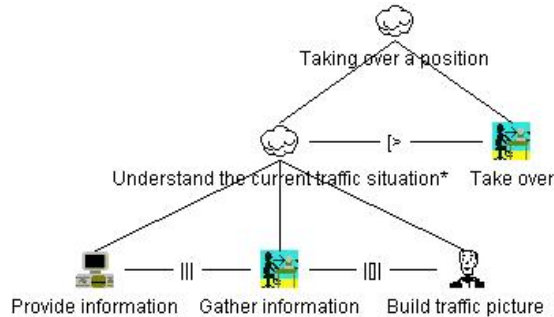 Taking over a position
[>
Understand the current traffic situation* Take over
||| |[]|
Provide information Gather information Build traffic picture